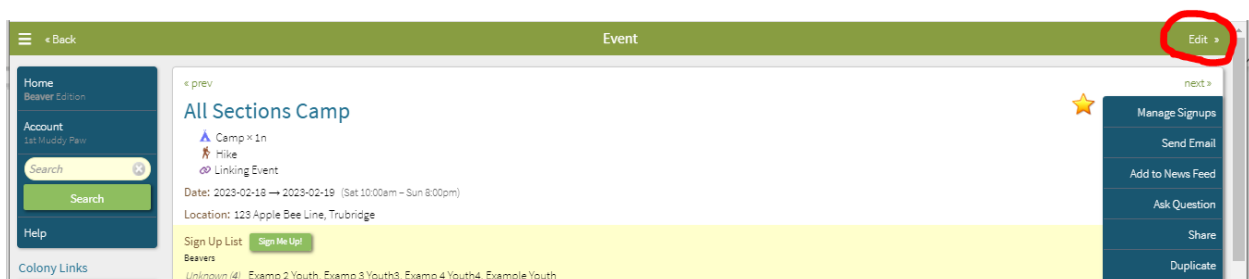 « Back
Event
Edit »
Home
Beaver Edition
Account
1st Muddy Paw
Search
Search
Help
Colony Links
« prev
next »
All Sections Camp
Camp × 1n
Hike
Linking Event
Date: 2023-02-18 → 2023-02-19 (Sat 10:00am – Sun 8:00pm)
Location: 123 Apple Bee Line, Trubridge
Sign Up List Sign Me Up!
Beavers
Unknown (4) Examp 2 Youth, Examp 3 Youth3, Examp 4 Youth4, Example Youth
Manage Signups
Send Email
Add to News Feed
Ask Question
Share
Duplicate